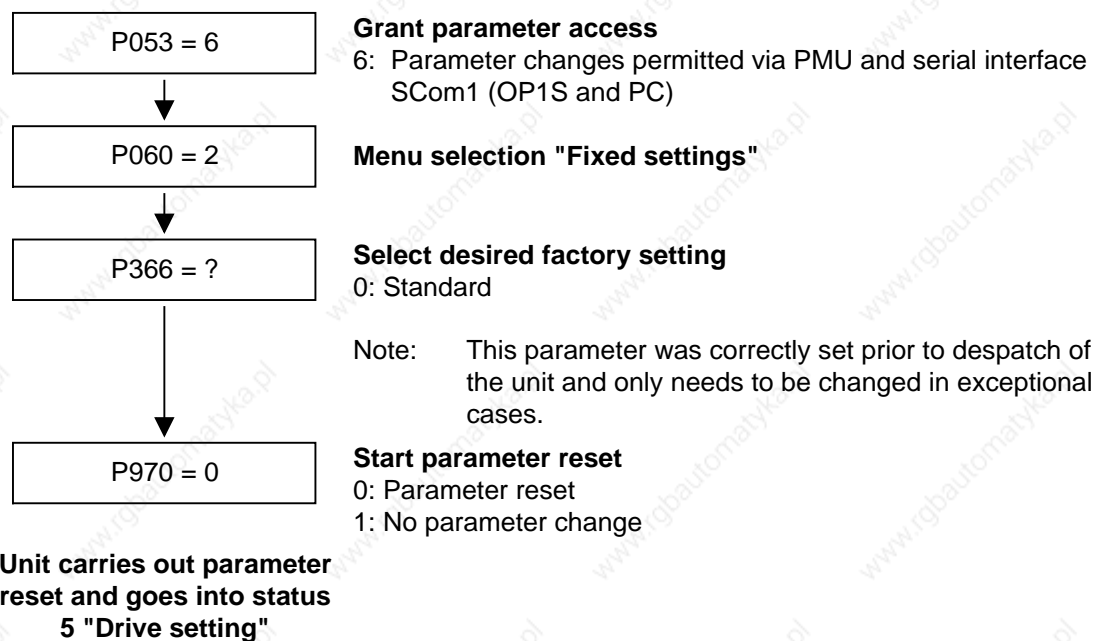 P053 = 6
Grant parameter access
6: Parameter changes permitted via PMU and serial interface
SCom1 (OP1S and PC)
P060 = 2
Menu selection "Fixed settings"
P366 = ?
Select desired factory setting
0: Standard
Note: This parameter was correctly set prior to despatch of
the unit and only needs to be changed in exceptional
cases.
P970 = 0
Start parameter reset
0: Parameter reset
1: No parameter change
Unit carries out parameter
reset and goes into status
5 "Drive setting"
www.rgbautomatyka.pl